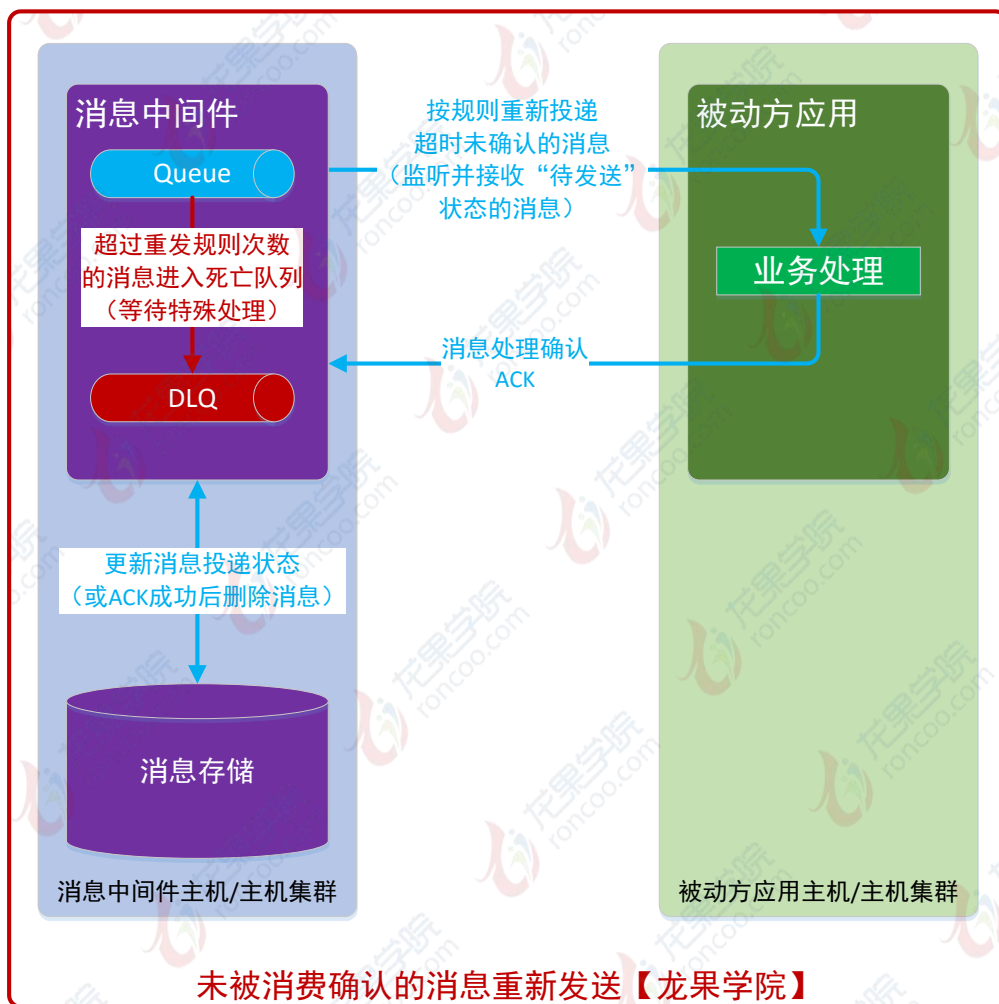 消息中间件
Queue
超过重发规则次数
的消息进入死亡队列
（等待特殊处理）
DLQ
按规则重新投递
超时未确认的消息
（监听并接收“待发送”
状态的消息）
被动方应用
业务处理
消息处理确认
ACK
更新消息投递状态
（或ACK成功后删除消息）
消息存储
消息中间件主机/主机集群
被动方应用主机/主机集群
未被消费确认的消息重新发送【龙果学院】
龙果学院
roncoo.com